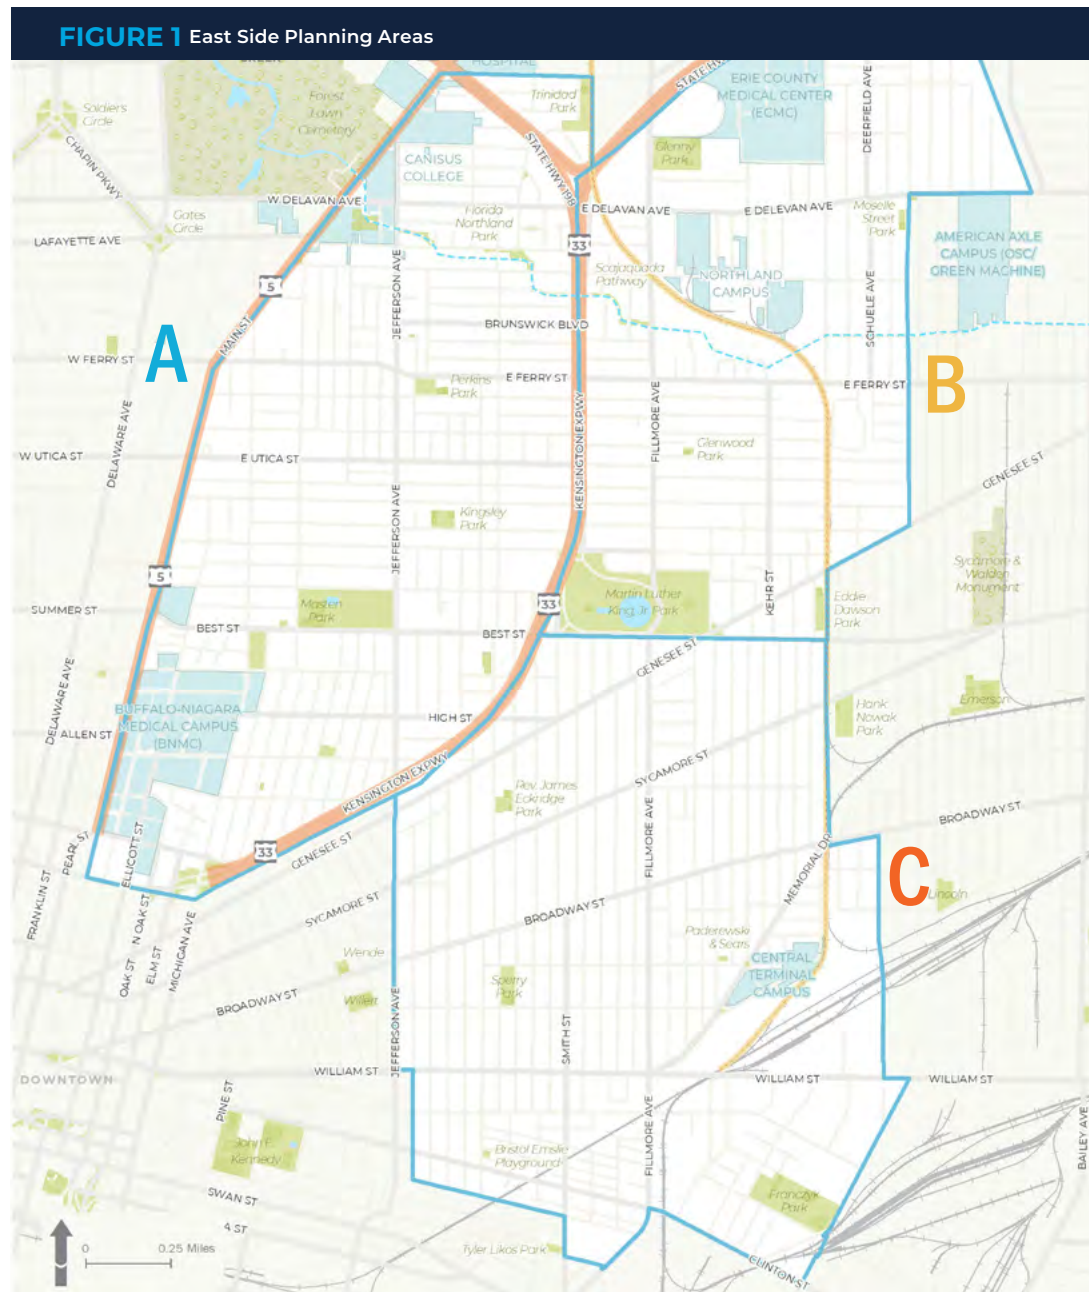 FIGURE 1 East Side Planning Areas
HOSPITAL
STATE HWY
ERIE COUNTY
MEDICAL CENTER
(ECMC)
DEERFIELD AVE
Soldiers
Circle
Forest
Lawn
Cemetery
Trinidad
Park
CHAPIN PKWY
CANISUS
COLLEGE
STATE HWY 198
Glenny
Park
W DELAVAN AVE
E DELAVAN AVE
E DELEVAN AVE
Moselle
Street
Park
Gates
Circle
Florida
Northland
Park
LAFAYETTE AVE
33
AMERICAN AXLE
CAMPUS (OSC/
GREEN MACHINE)
5
JEFFERSON AVE
Scajaquada
Pathway
NORTHLAND
CAMPUS
SCHUELE AVE
MAIN ST
BRUNSWICK BLVD
A
W FERRY ST
E FERRY ST
E FERRY ST
B
Perkins
Park
DELAWARE AVE
KENSINGTON EXPWY
FILLMORE AVE
Glenwood
Park
W UTICA ST
E UTICA ST
GENESEE ST
JEFFERSON AVE
Kingsley
Park
5
33
Martin Luther
King, Jr. Park
KEHR ST
Sycamore &
Walden
Monument
Eddie
Dawson
Park
SUMMER ST
Masten
Park
BEST ST
BEST ST
GENESEE ST
DELAWARE AVE
BUFFALO-NIAGARA
MEDICAL CAMPUS
(BNMC)
ALLEN ST
HIGH ST
Hank
Nowak
Park
Emerson
KENSINGTON EXPWY
SYCAMORE ST
Rev. James
Eckridge
Park
FILLMORE AVE
BROADWAY ST
PEARL ST
ELLICOTT ST
33
GENESEE ST
MEMORIAL DR
C
Lincoln
FRANKLIN ST
N OAK ST
SYCAMORE ST
BROADWAY ST
OAK ST
ELM ST
MICHIGAN AVE
Wende
Paderewski
& Sears
CENTRAL
TERMINAL
CAMPUS
BROADWAY ST
Willert
Sperry
Park
JEFFERSON AVE
SMITH ST
WILLIAM ST
WILLIAM ST
WILLIAM ST
DOWNTOWN
PINE ST
FILLMORE AVE
BAILEY AVE
John F.
Kennedy
Bristol Emslie
Playground
SWAN ST
Franczyk
Park
4 ST
0 0.25 Miles
Tyler Likos Park
CLINTON ST